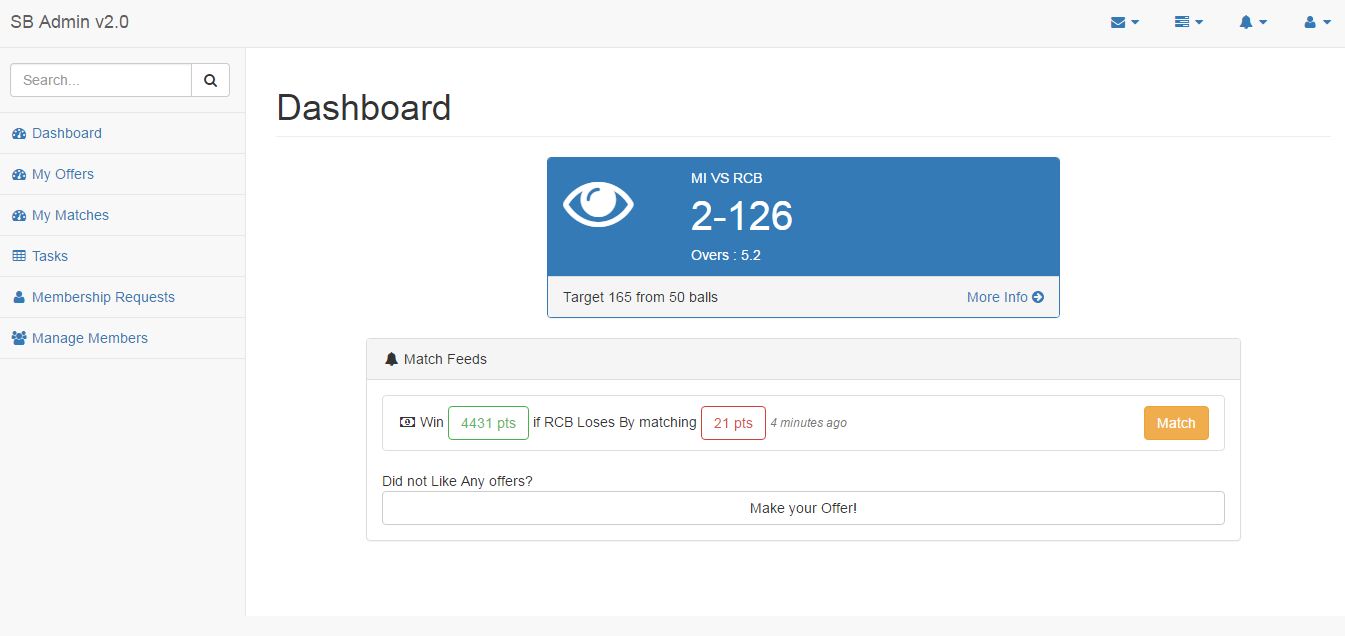 SB Admin v2.0
Search...
Dashboard
My Offers
My Matches
Tasks
Membership Requests
Manage Members
Dashboard
MI VS RCB
2-126
Overs : 5.2
Target 165 from 50 balls More Info
Match Feeds
Win 4431 pts if RCB Loses By matching 21 pts 4 minutes ago Match
Did not Like Any offers?
Make your Offer!